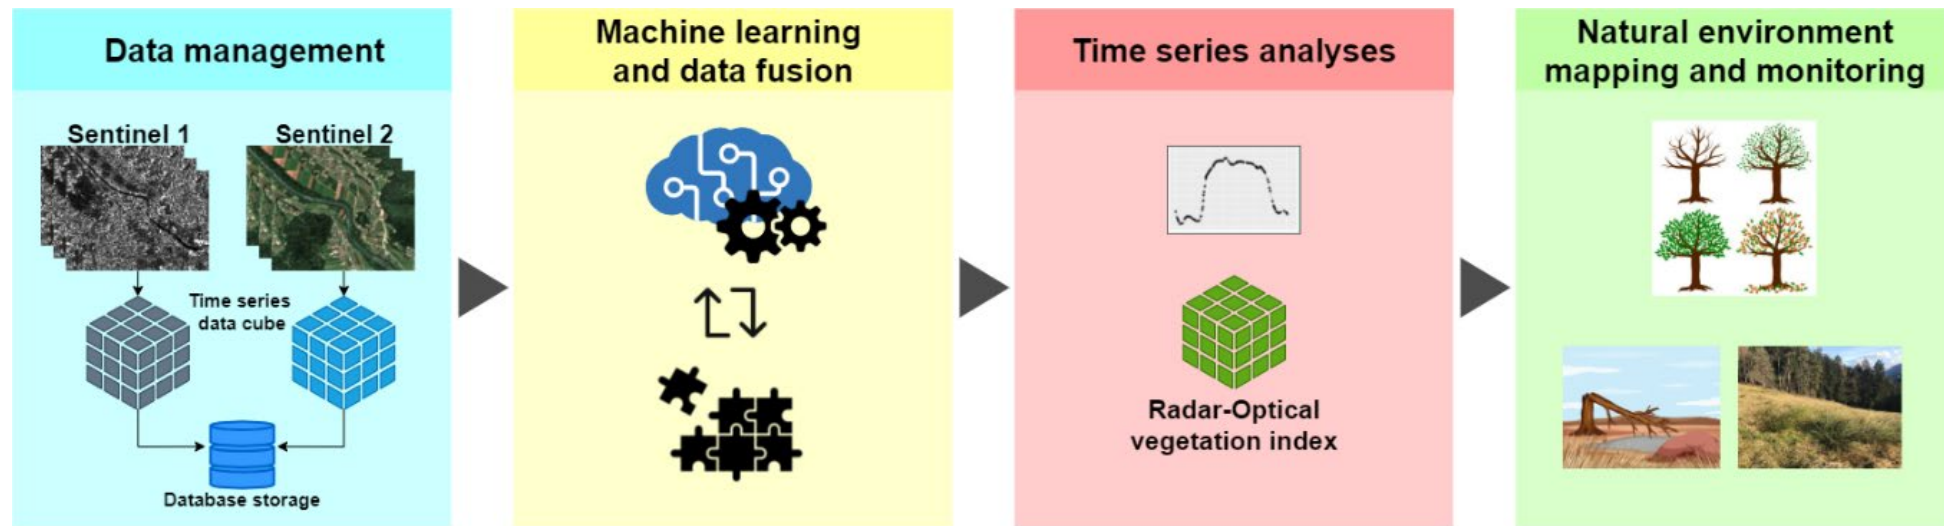 Data management
Sentinel 1
Sentinel 2
Time series
data cube
Database storage
Machine learning
and data fusion
Time series analyses
Radar-Optical
vegetation index
Natural environment
mapping and monitoring